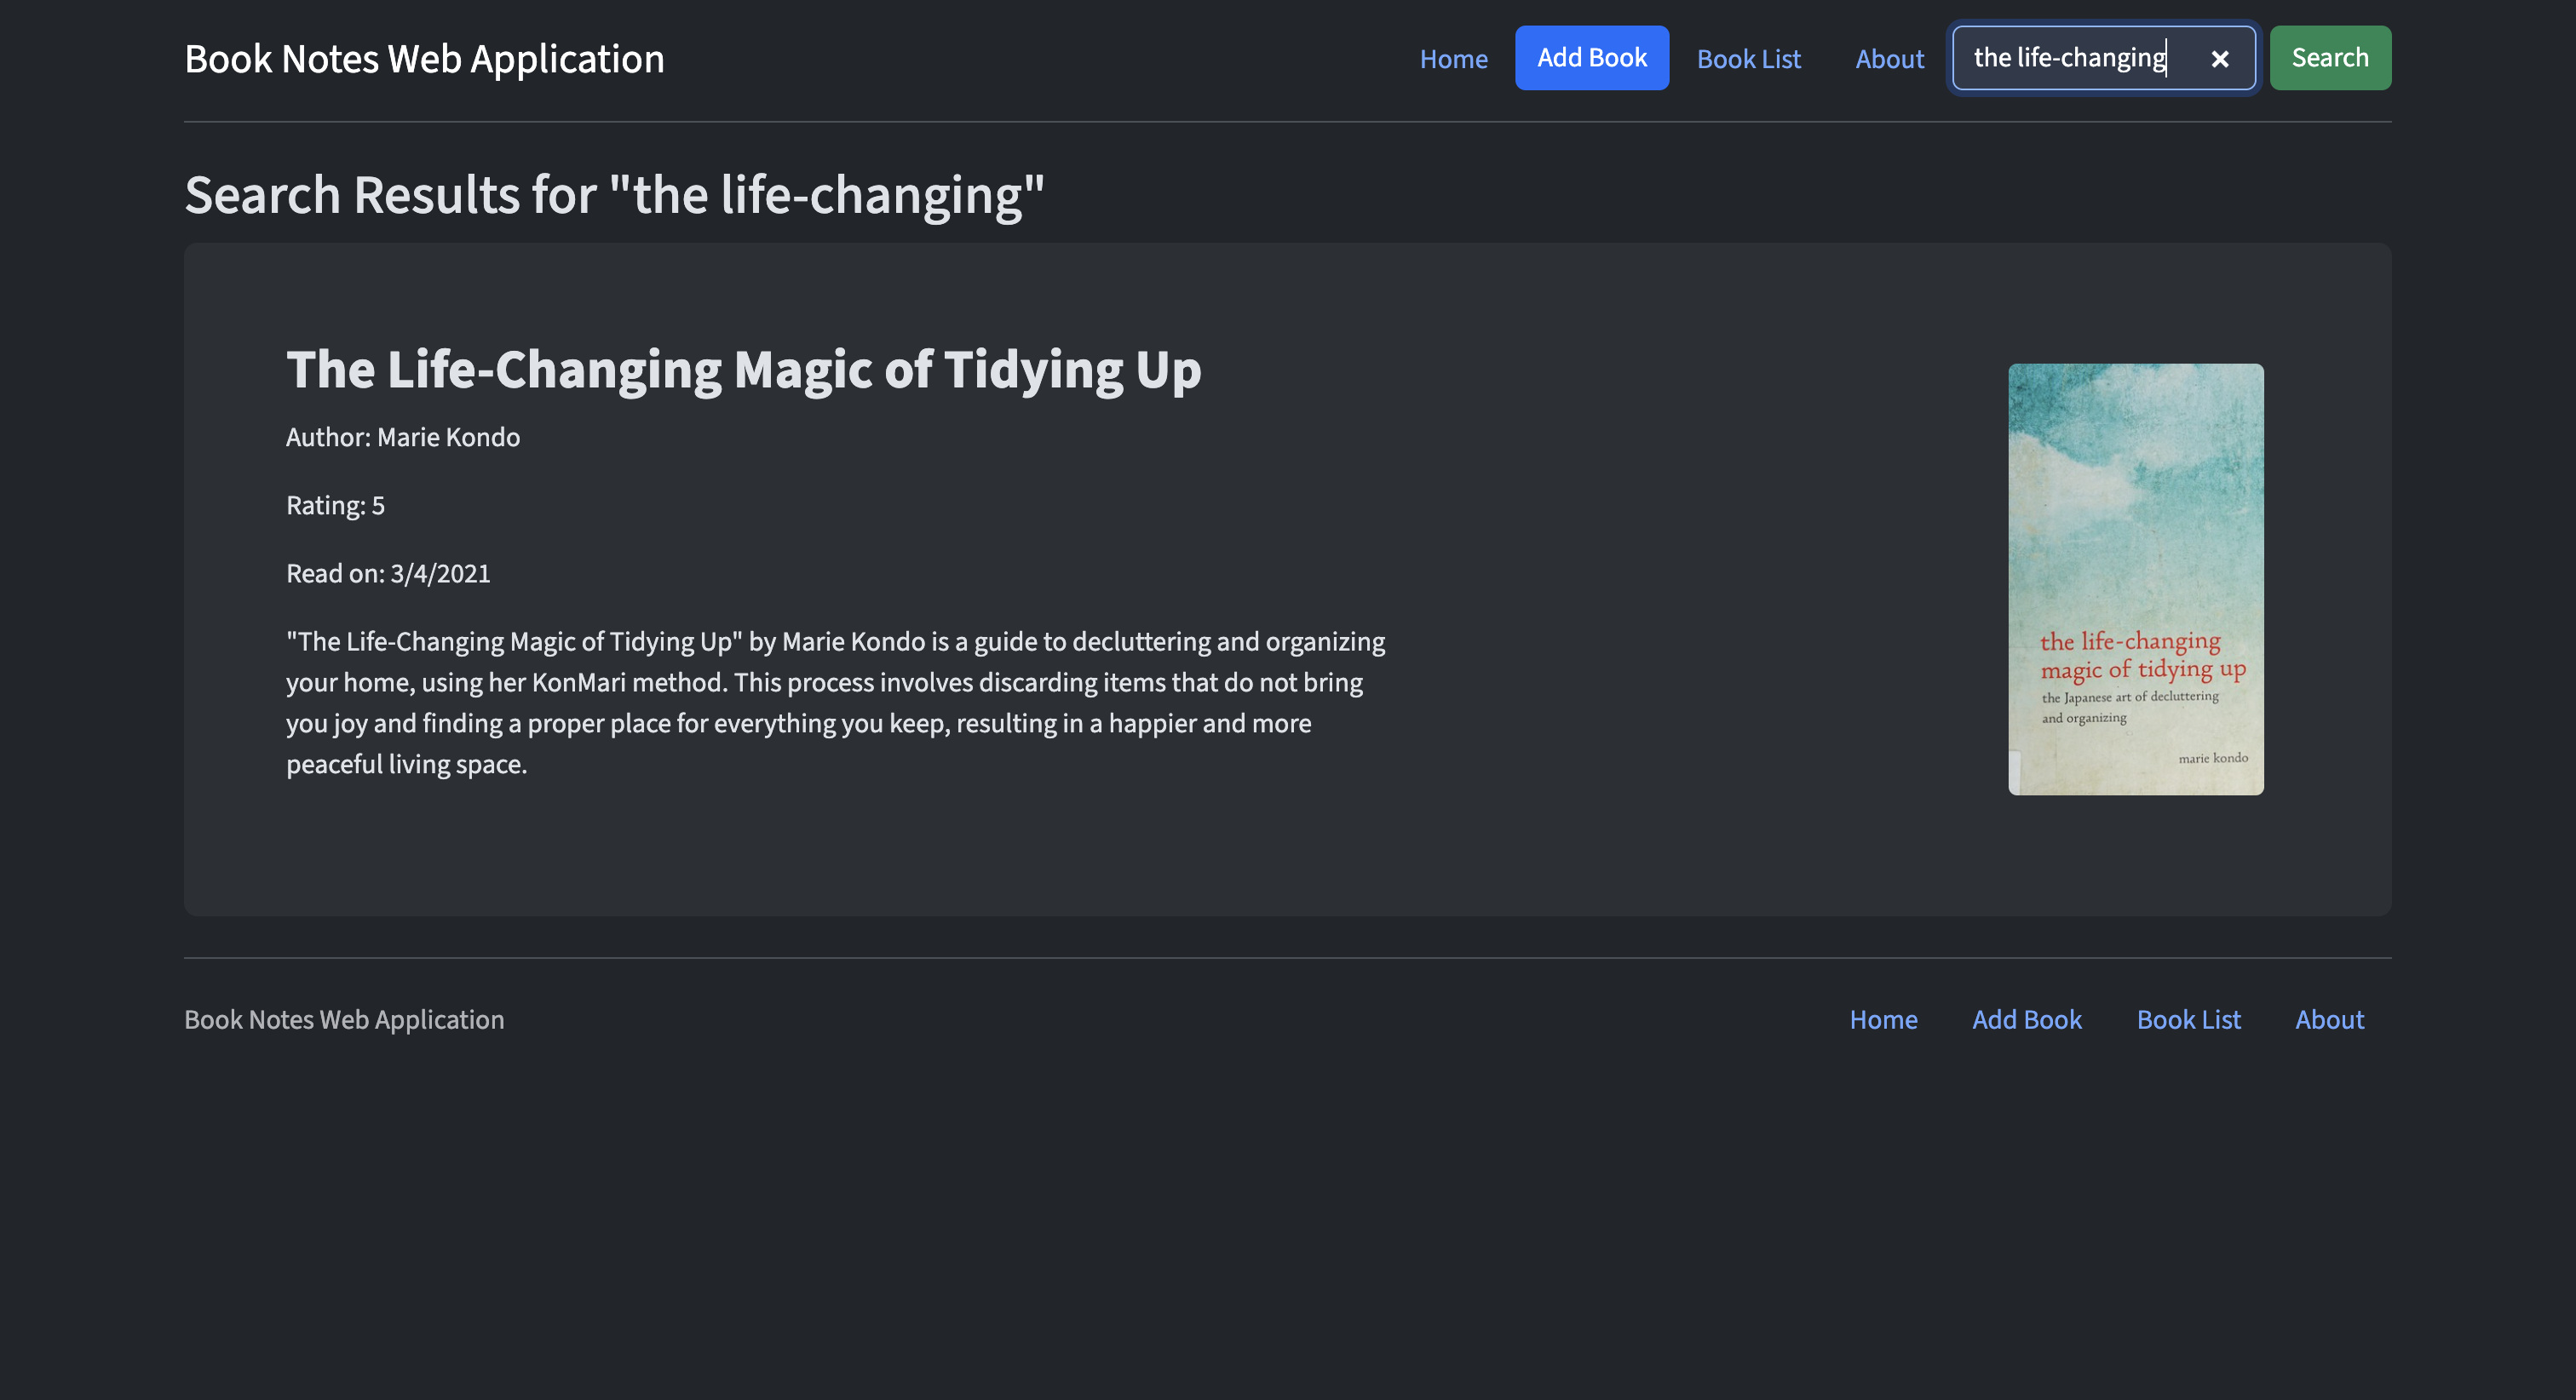 Book Notes Web Application
Home
Add Book
Book List
About
the life-changing
Search
Search Results for "the life-changing"
The Life-Changing Magic of Tidying Up
Author: Marie Kondo
Rating: 5
Read on: 3/4/2021
"The Life-Changing Magic of Tidying Up" by Marie Kondo is a guide to decluttering and organizing
your home, using her KonMari method. This process involves discarding items that do not bring
you joy and finding a proper place for everything you keep, resulting in a happier and more
peaceful living space.
the life-changing
magic of tidying up
the Japanese art of decluttering
and organizing
marie kondo
Book Notes Web Application
Home
Add Book
Book List
About